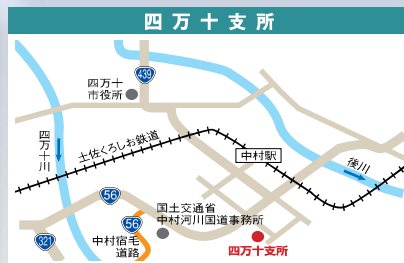 四万十支所
439
四万十
市役所
四万十川
土佐くろしお鉄道
中村駅
後川
56
国土交通省
中村河川国道事務所
56
321
中村宿毛
道路
四万十支所